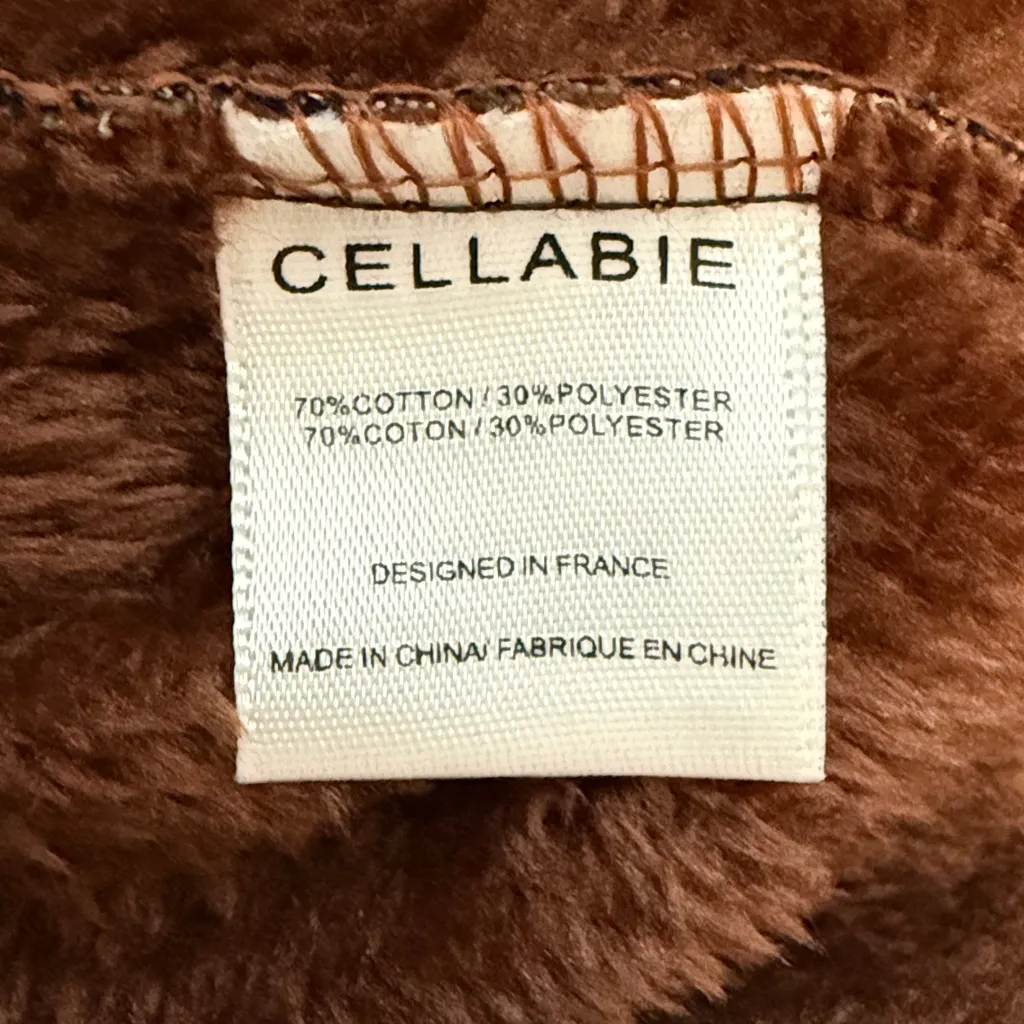 CELLABIE
70%COTTON / 30%POLYESTER
70%COTON / 30%POLYESTER
DESIGNED IN FRANCE
MADE IN CHINA/ FABRIQUE EN CHINE